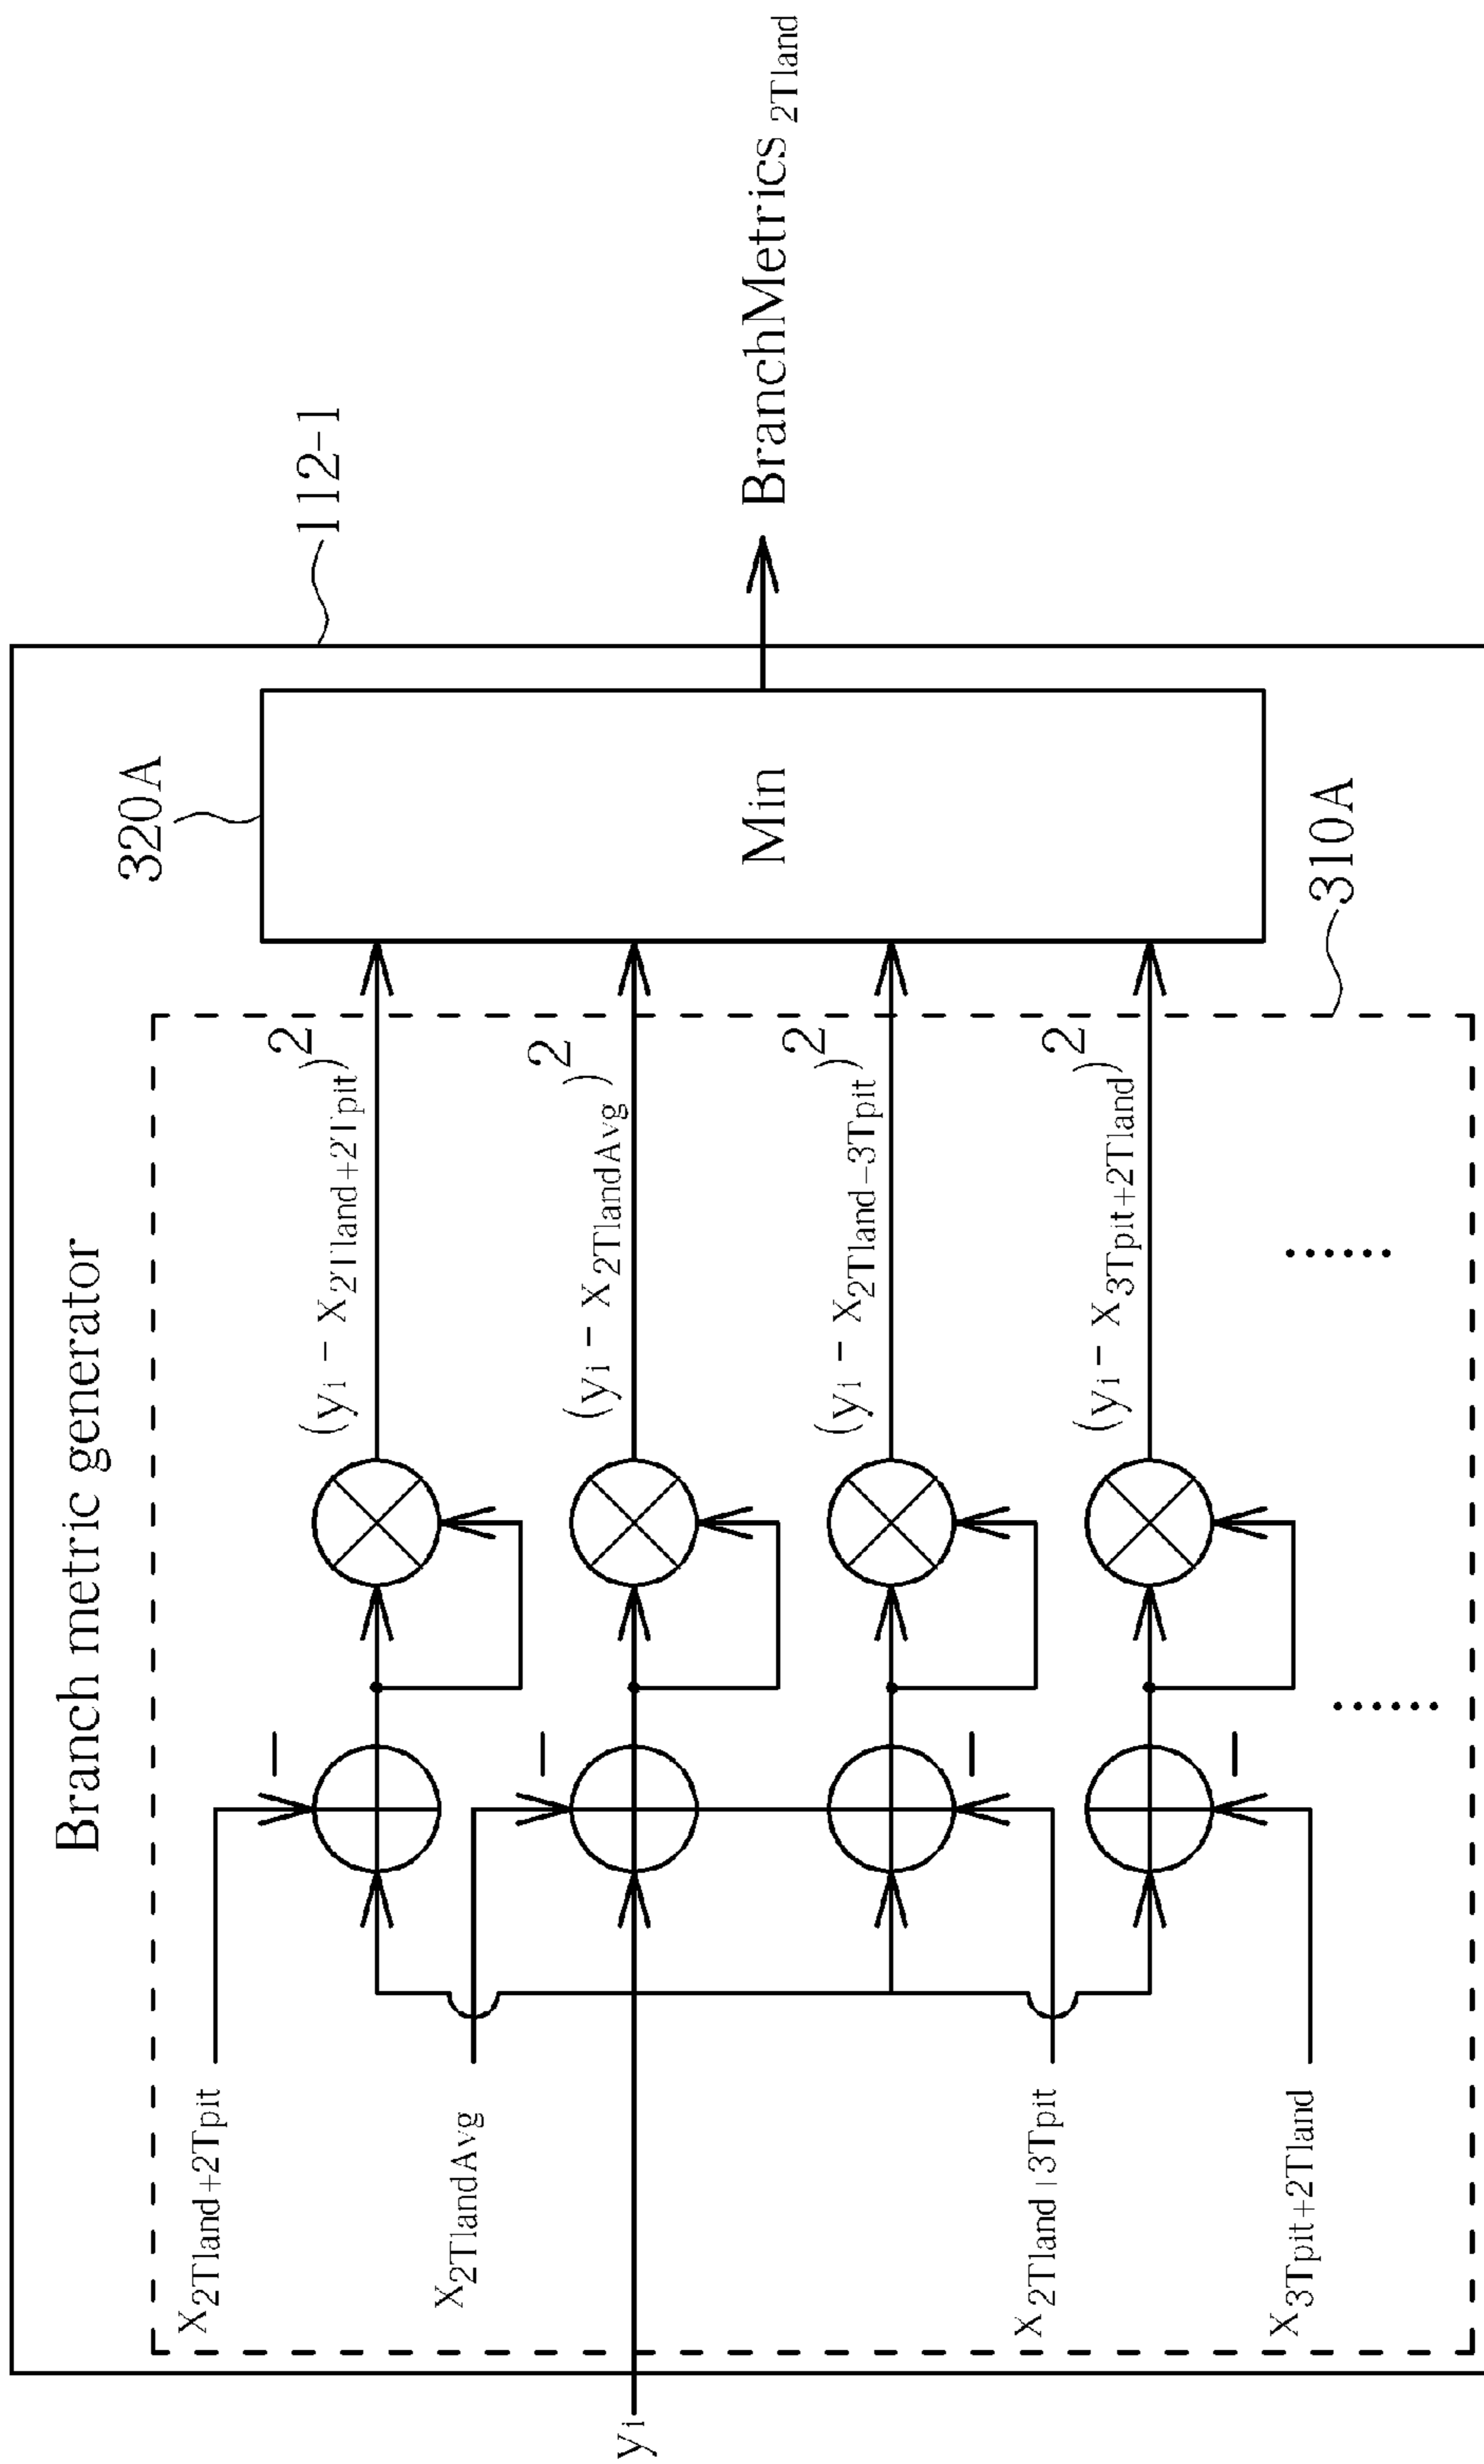 Branch metric generator
112-1
320A
X2Tland+2Tpit
−
(yi − X2Tland+2Tpit)2
X2TlandAvg
−
(yi − X2TlandAvg)2
yi
Min
BranchMetrics 2Tland
X2Tland+3Tpit
−
(yi − X2Tland−3Tpit)2
X3Tpit+2Tland
−
(yi − X3Tpit+2Tland)2
......
......
310A